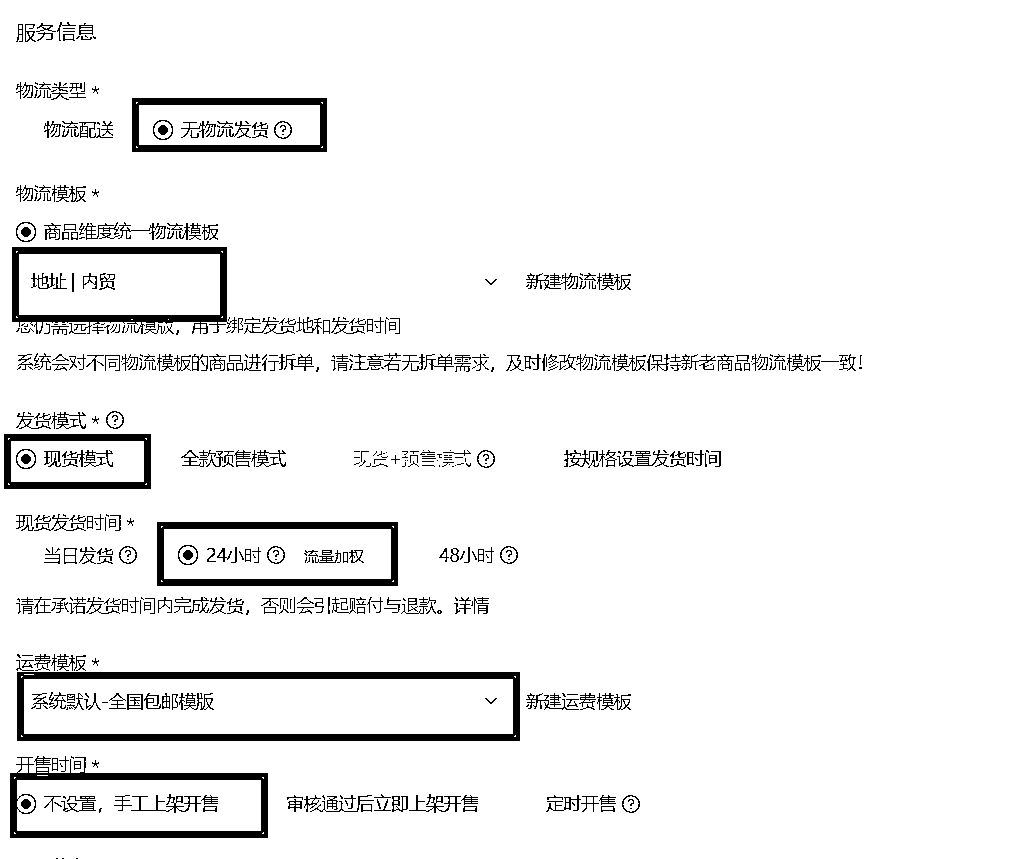 服务信息
物流类型 *
物流配送 无物流发货
物流模板 *
商品维度统一物流模板
地址 | 内贸 新建物流模板
您仍需选择物流模版，用于绑定发货地和发货时间
系统会对不同物流模板的商品进行拆单，请注意若无拆单需求，及时修改物流模板保持新老商品物流模板一致！
发货模式 *
现货模式 全款预售模式 现货+预售模式 按规格设置发货时间
现货发货时间 *
当日发货 24小时 流量加权 48小时
请在承诺发货时间内完成发货，否则会引起赔付与退款。详情
运费模板 *
系统默认-全国包邮模版 新建运费模板
开售时间 *
不设置，手工上架开售 审核通过后立即上架开售 定时开售